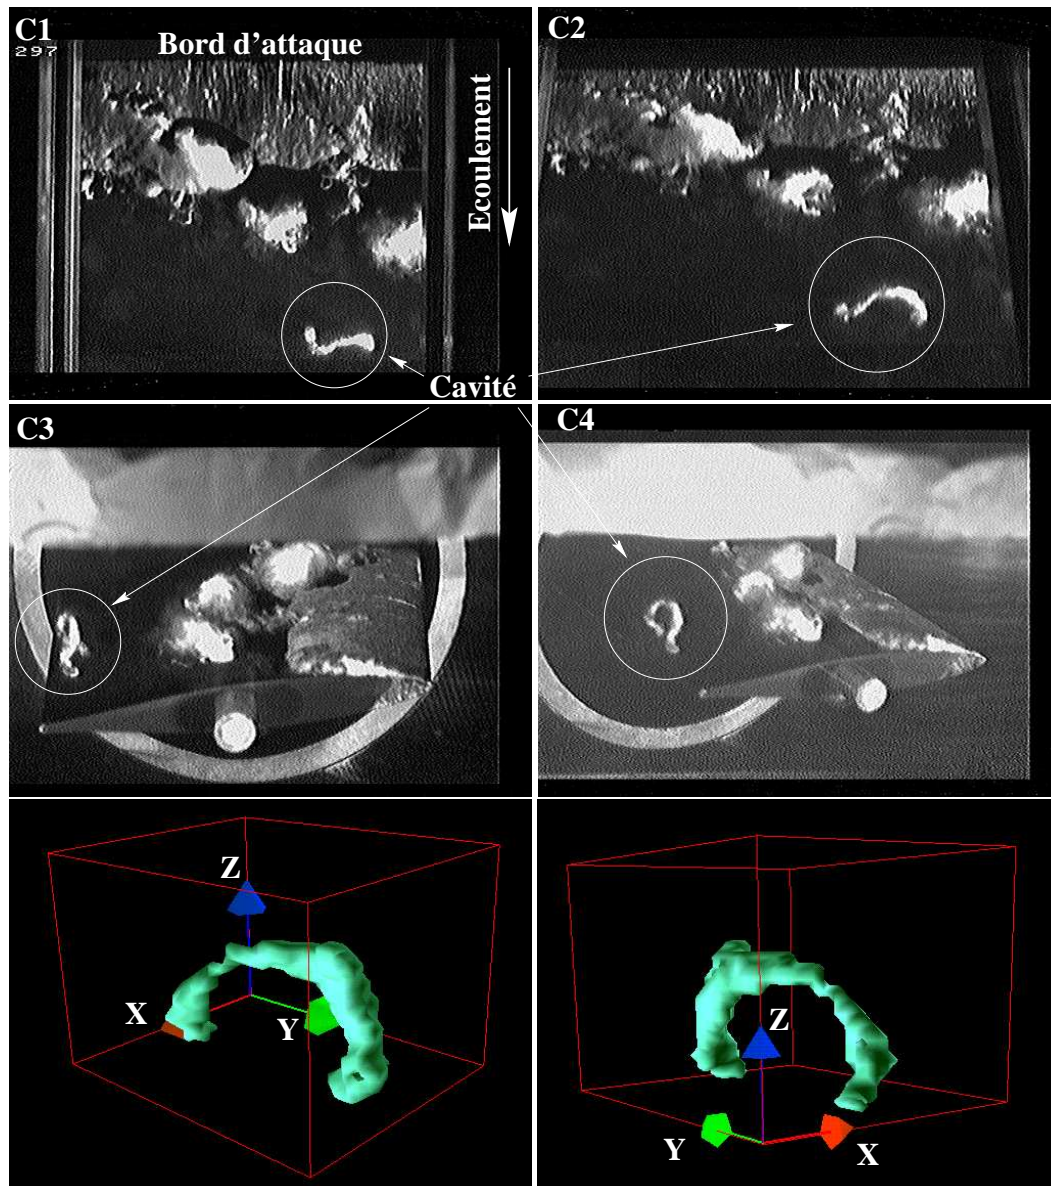 C1
297
Bord d'attaque
Ecoulement
C2
Cavité
C3
C4
Z
X
Y
Z
Y
X